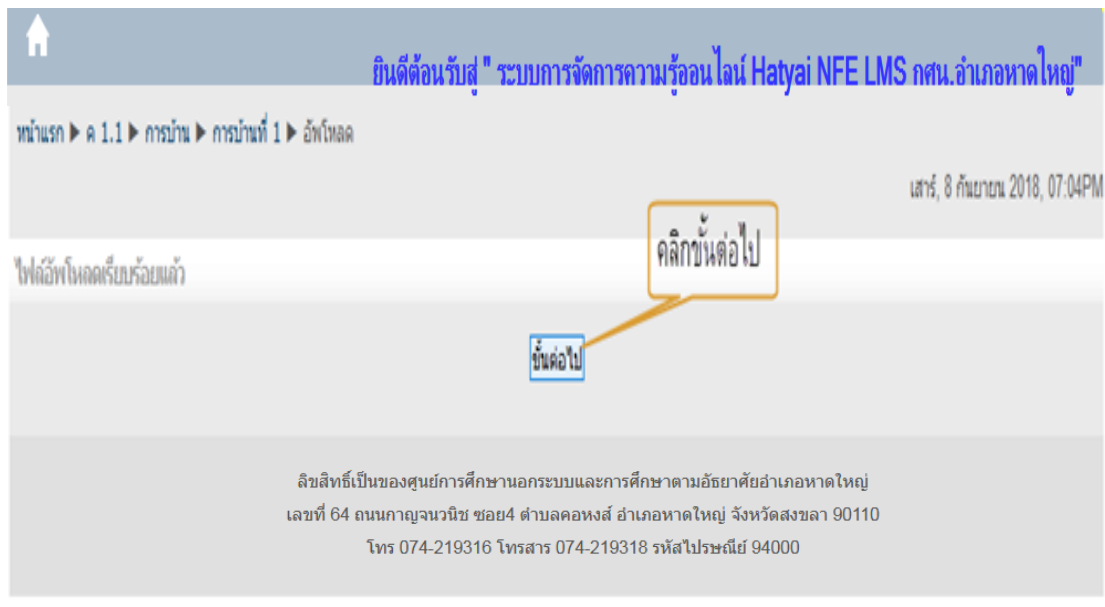 ยินดีต้อนรับสู่ " ระบบการจัดการความรู้ออนไลน์ Hatyai NFE LMS กศน.อำเภอหาดใหญ่"
หน้าแรก ▶ ค 1.1 ▶ การบ้าน ▶ การบ้านที่ 1 ▶ อัพโหลด
เสาร์, 8 กันยายน 2018, 07:04PM
คลิกขั้นต่อไป
ไฟล์อัพโหลดเรียบร้อยแล้ว
ขั้นต่อไป
ลิขสิทธิ์เป็นของศูนย์การศึกษานอกระบบและการศึกษาตามอัธยาศัยอำเภอหาดใหญ่
เลขที่ 64 ถนนกาญจนวนิช ซอย4 ตำบลคอหงส์ อำเภอหาดใหญ่ จังหวัดสงขลา 90110
โทร 074-219316 โทรสาร 074-219318 รหัสไปรษณีย์ 94000